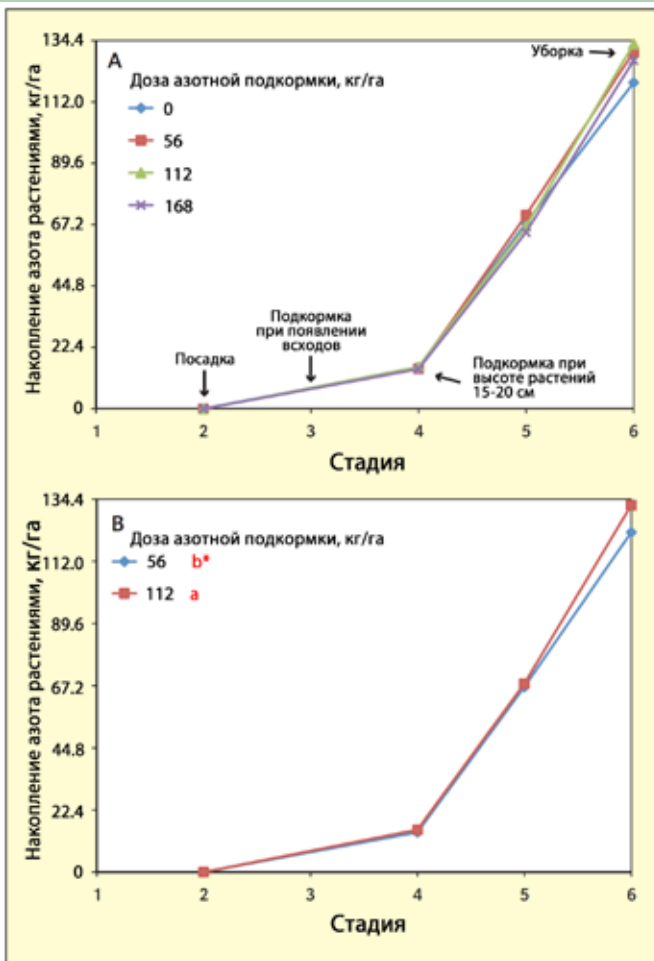 A
Доза азотной подкормки, кг/га
0
56
112
168
Уборка
Подкормка
при появлении
всходов
Посадка
Подкормка при
высоте растений
15-20 см
Накопление азота растениями, кг/га
134.4
112.0
89.6
67.2
44.8
22.4
0
1 2 3 4 5 6
Стадия
B
Доза азотной подкормки, кг/га
56 b*
112 a
Накопление азота растениями, кг/га
134.4
112.0
89.6
67.2
44.8
22.4
0
1 2 3 4 5 6
Стадия